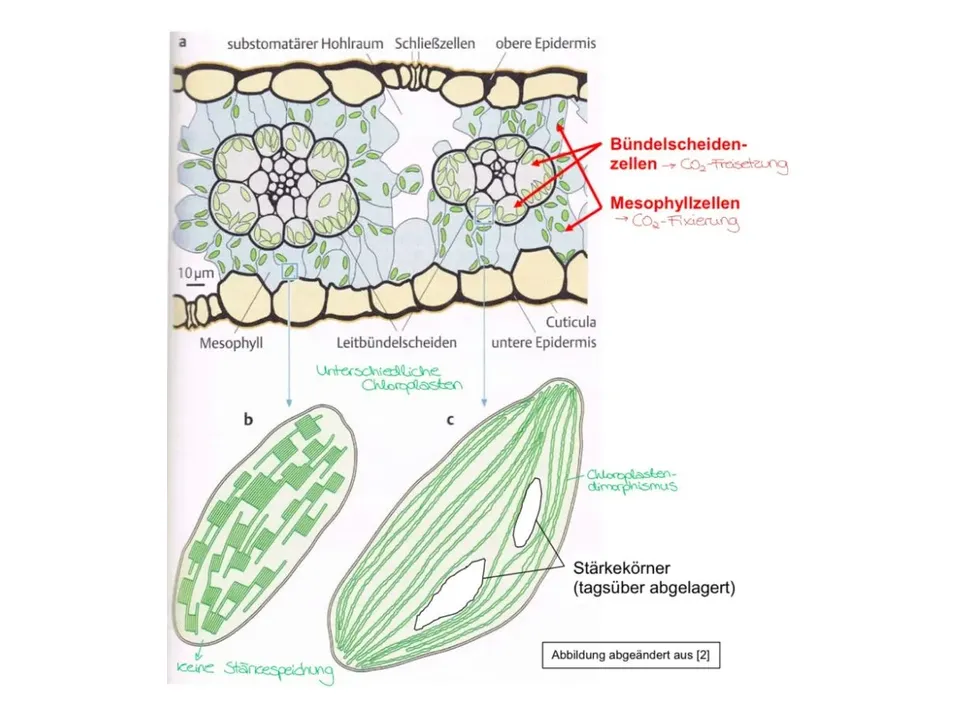 a
substomatärer Hohlraum Schließzellen obere Epidermis
Bündelscheiden-
zellen → CO₂-Freisetzung
Mesophyllzellen
→ CO₂-Fixierung
10 µm
Cuticula
Mesophyll Leitbündelscheiden untere Epidermis
Unterschiedliche
Chloroplasten
b c
Chloroplasten-
dimorphismus
Stärkekörner
(tagsüber abgelagert)
Abbildung abgeändert aus [2]
keine Stärkespeichung